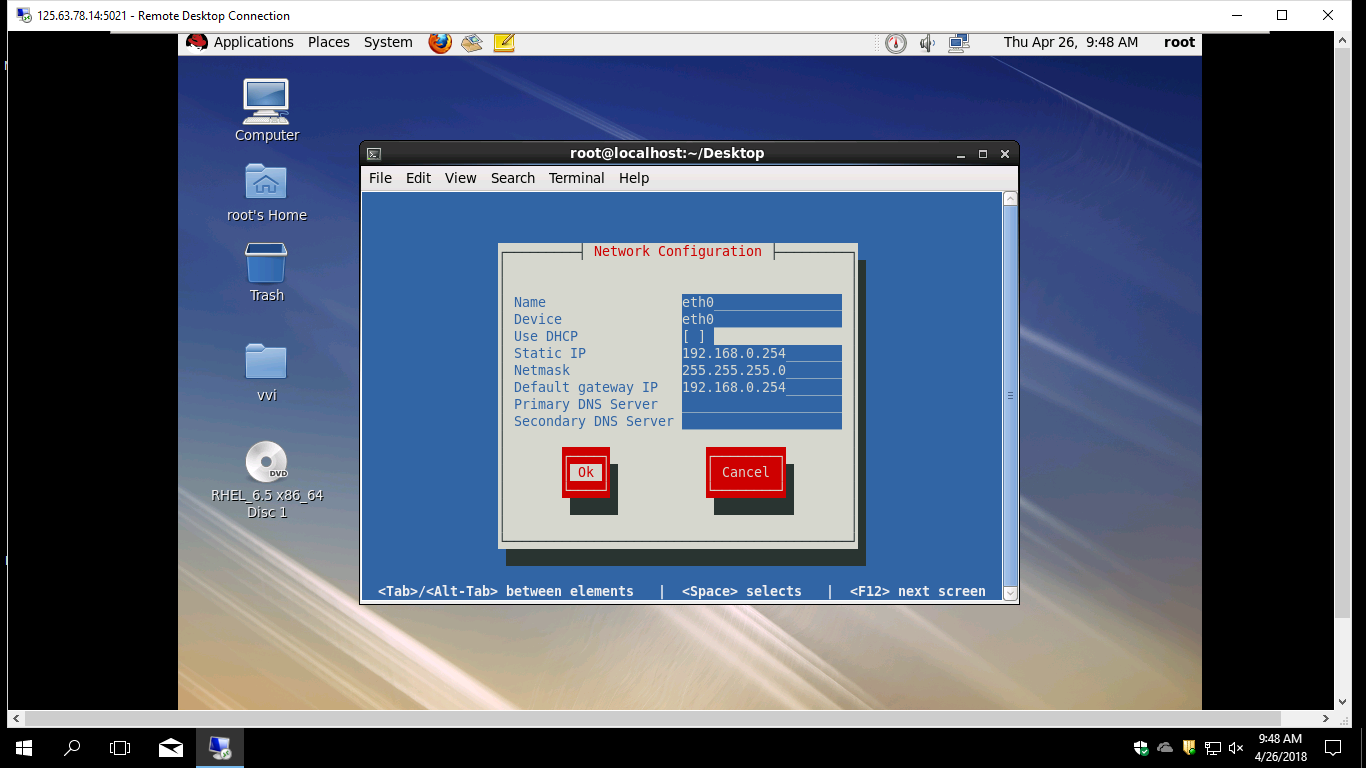 125.63.78.14:5021 - Remote Desktop Connection
Applications Places System Thu Apr 26, 9:48 AM root
Computer
root's Home
Trash
vvi
DVD
RHEL_6.5 x86_64
Disc 1
root@localhost:~/Desktop
File Edit View Search Terminal Help
Network Configuration
Name eth0
Device eth0
Use DHCP [ ]
Static IP 192.168.0.254
Netmask 255.255.255.0
Default gateway IP 192.168.0.254
Primary DNS Server
Secondary DNS Server
Ok Cancel
<Tab>/<Alt-Tab> between elements | <Space> selects | <F12> next screen
9:48 AM
4/26/2018